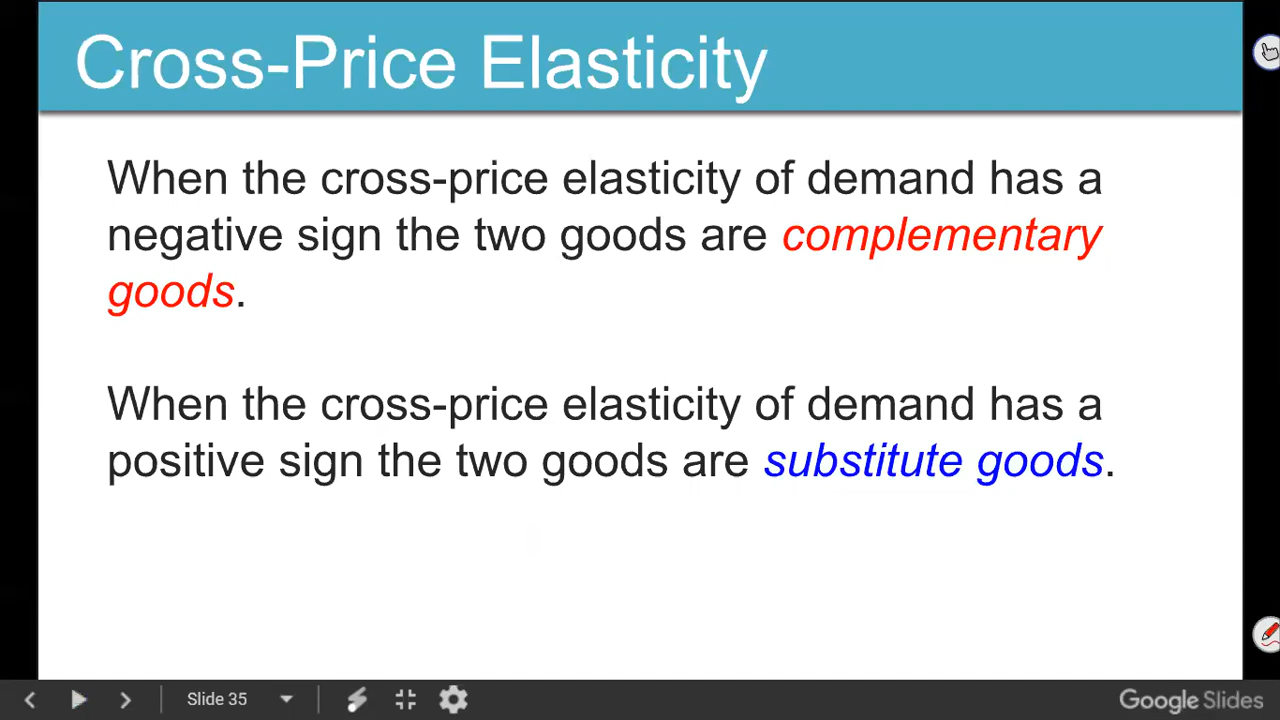 Cross-Price Elasticity
When the cross-price elasticity of demand has a
negative sign the two goods are complementary
goods.
When the cross-price elasticity of demand has a
positive sign the two goods are substitute goods.
Slide 35
Google Slides